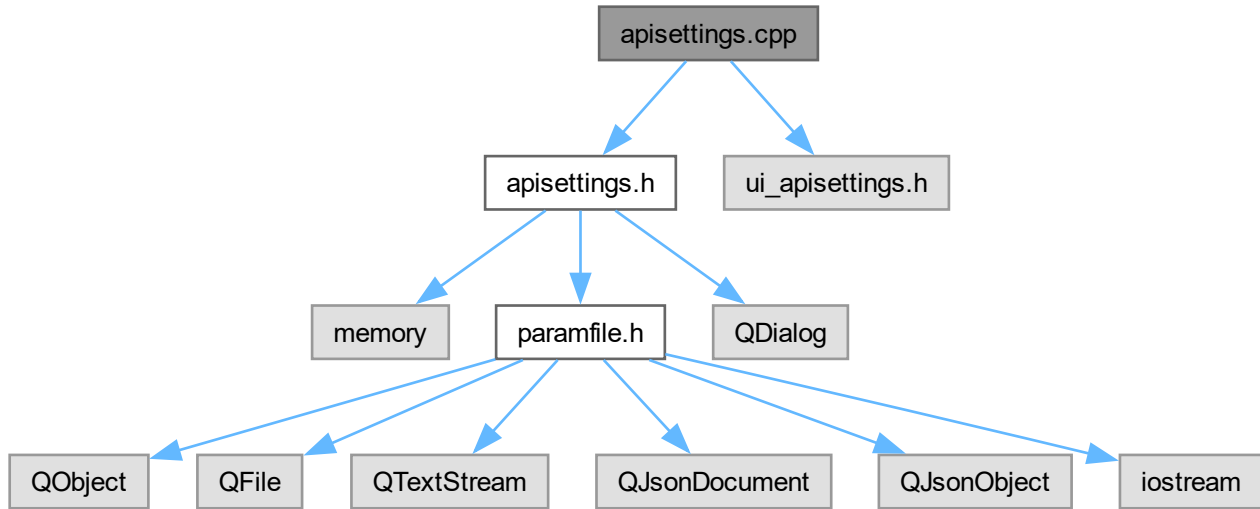 apisettings.cpp
apisettings.h
ui_apisettings.h
memory
paramfile.h
QDialog
QObject
QFile
QTextStream
QJsonDocument
QJsonObject
iostream